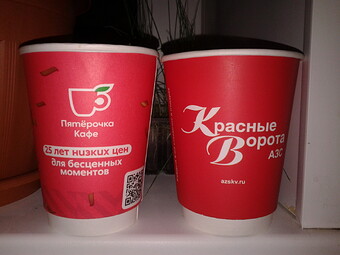 Пятёрочка
Кафе
25 лет низких цен
для бесценных
моментов
Красные
Ворота
АЗС
azskv.ru